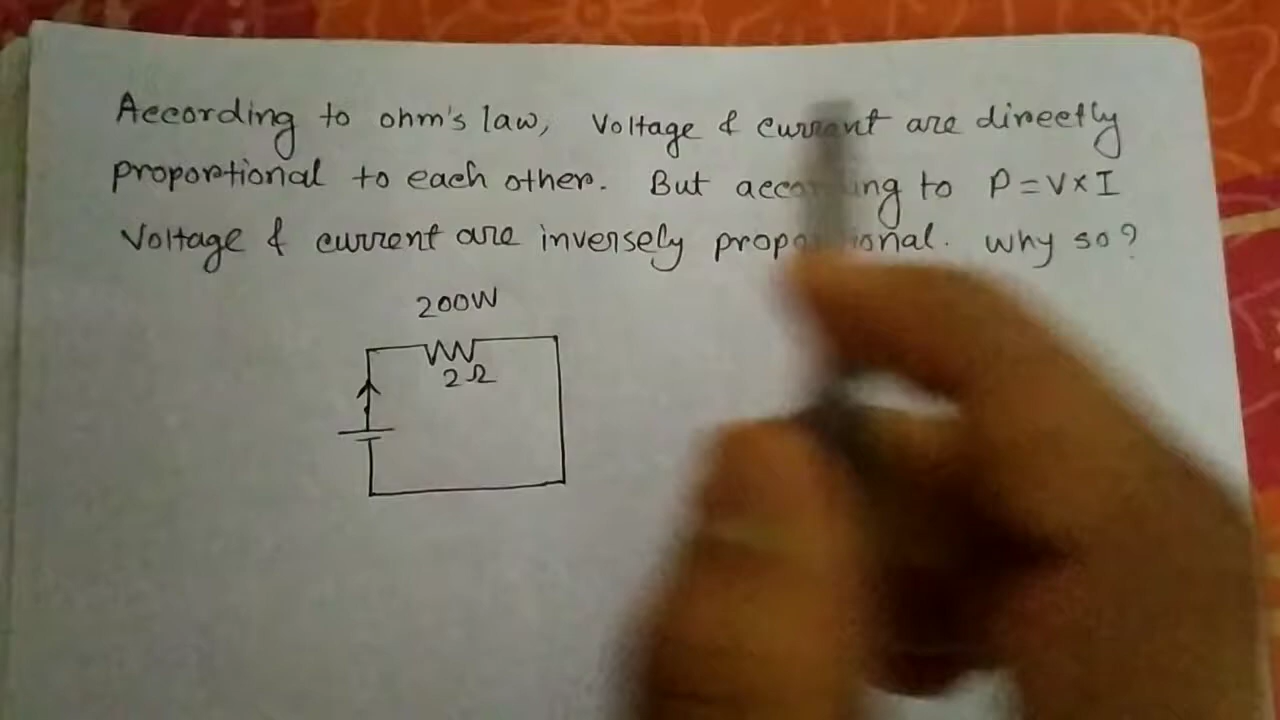 According to ohm's law, Voltage & current are directly
proportional to each other. But according to P=V×I
Voltage & current are inversely proportional. Why so?
200W
2Ω